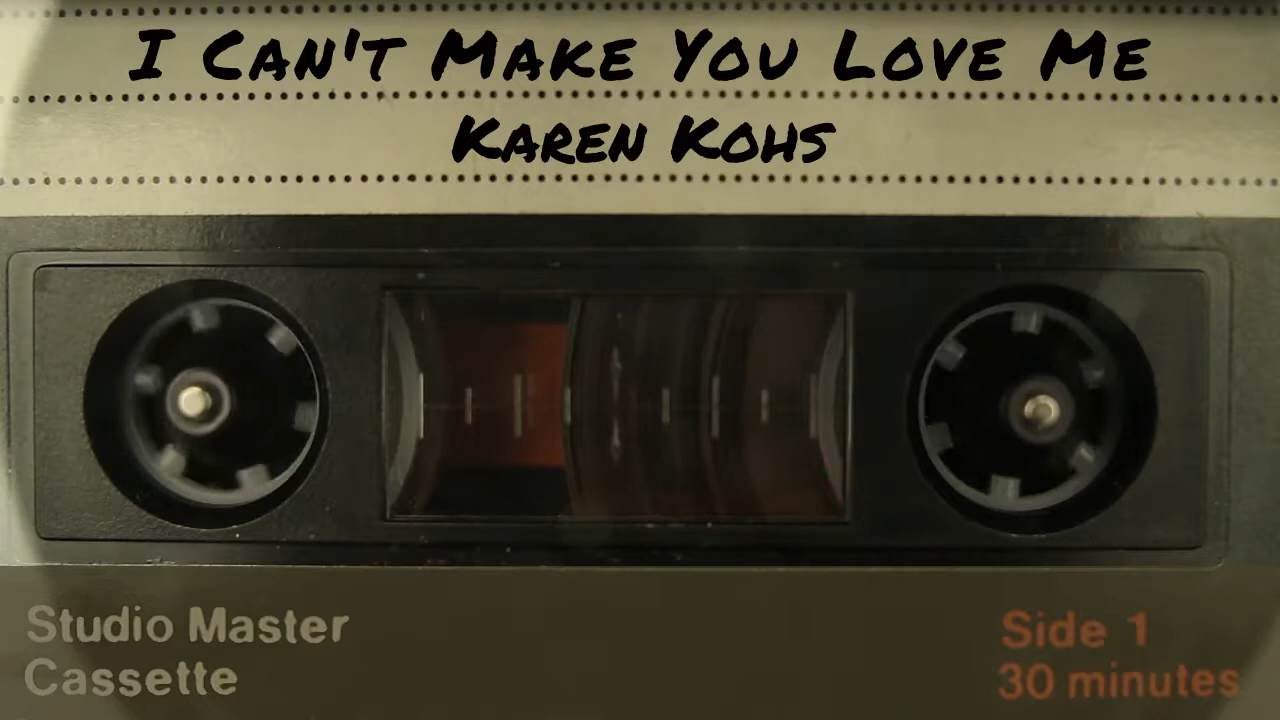 I Can't Make You Love Me
Karen Kohs
Studio Master
Cassette
Side 1
30 minutes